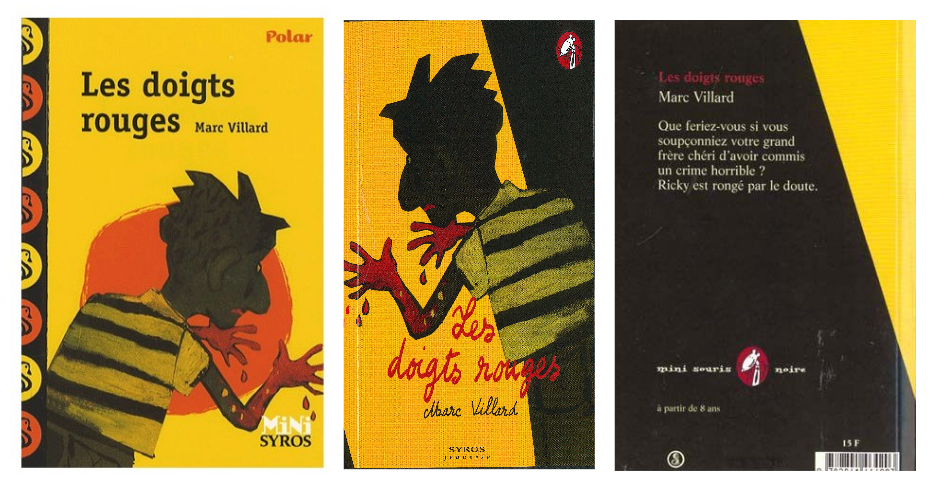 Polar
Les doigts
rouges Marc Villard
MiNi
SYROS
Les
doigts rouges
Marc Villard
SYROS
JEUNESSE
Les doigts rouges
Marc Villard
Que feriez-vous si vous
soupçonniez votre grand
frère chéri d'avoir commis
un crime horrible ?
Ricky est rongé par le doute.
mini souris noire
à partir de 8 ans
15 F